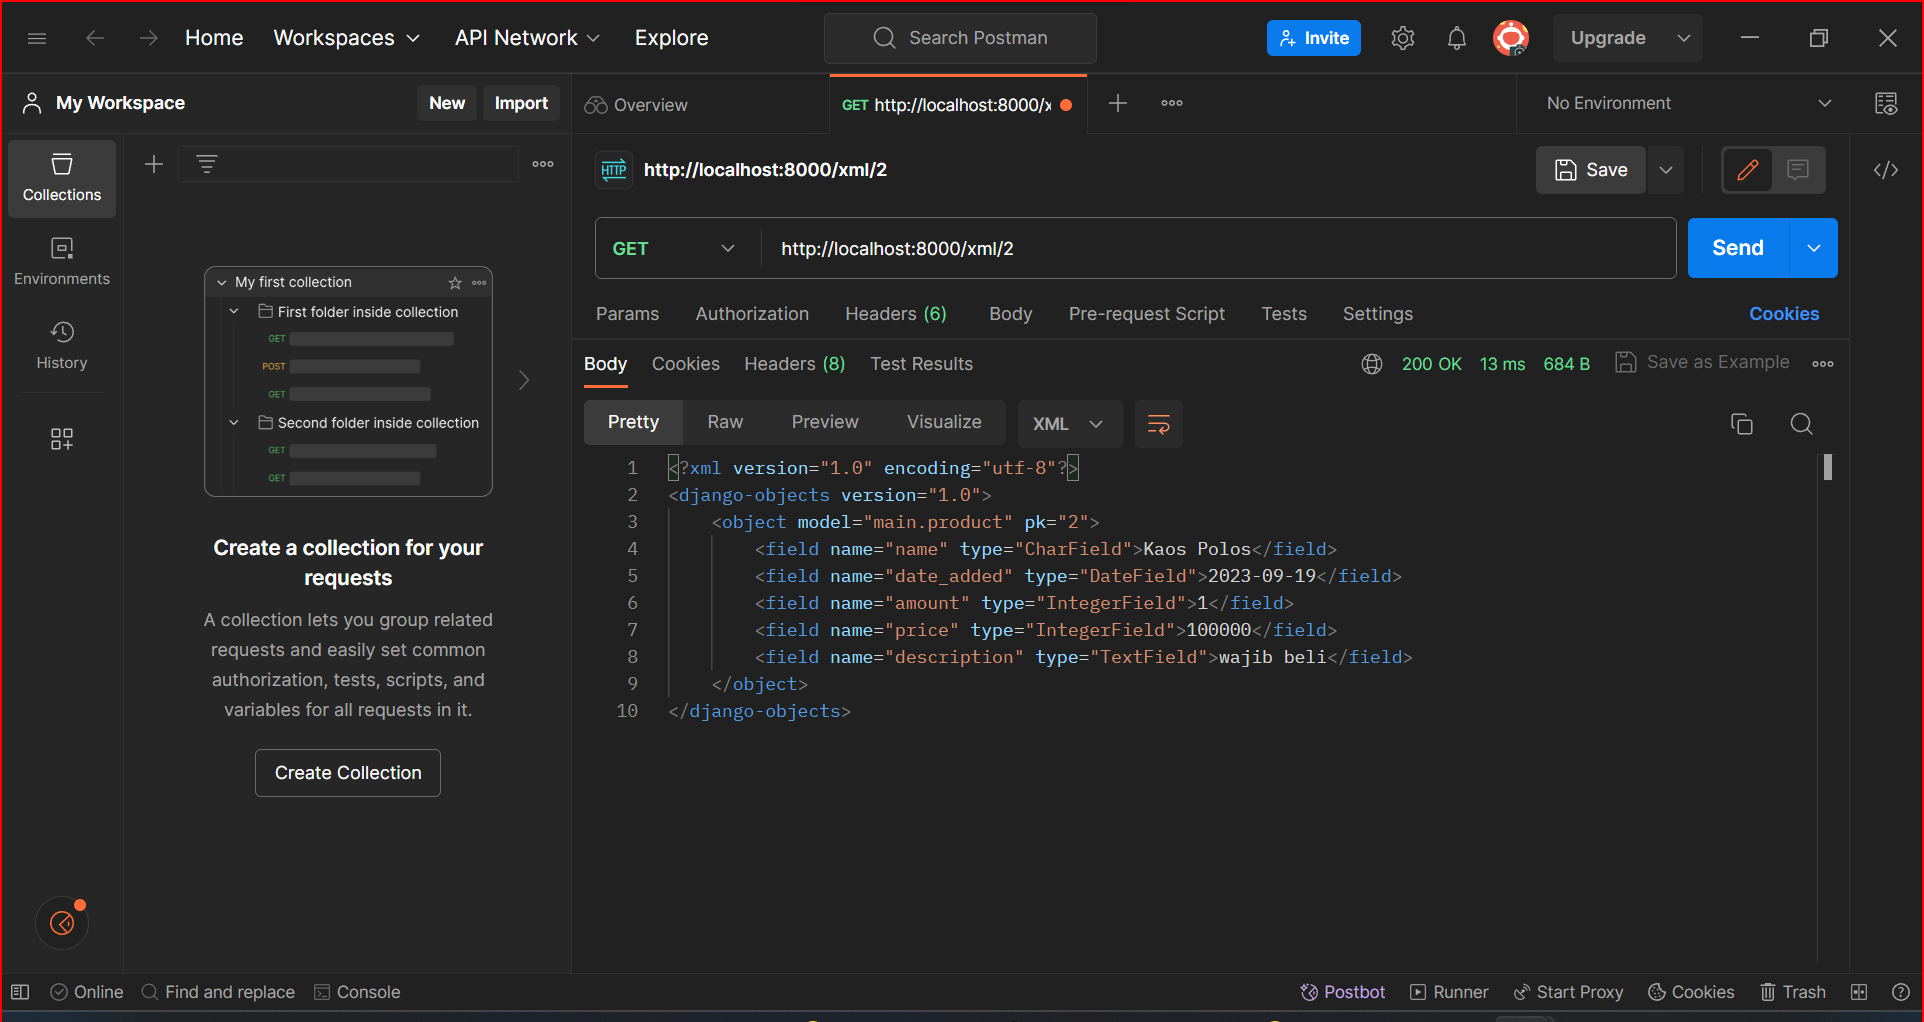 Home Workspaces API Network Explore Search Postman Invite Upgrade
My Workspace New Import Overview GET http://localhost:8000/x No Environment
Collections
Environments
History
My first collection
First folder inside collection
GET
POST
GET
Second folder inside collection
GET
GET
Create a collection for your
requests
A collection lets you group related
requests and easily set common
authorization, tests, scripts, and
variables for all requests in it.
Create Collection
HTTP http://localhost:8000/xml/2 Save
GET http://localhost:8000/xml/2 Send
Params Authorization Headers (6) Body Pre-request Script Tests Settings Cookies
Body Cookies Headers (8) Test Results 200 OK 13 ms 684 B Save as Example
Pretty Raw Preview Visualize XML
1 <?xml version="1.0" encoding="utf-8"?>
2 <django-objects version="1.0">
3 <object model="main.product" pk="2">
4 <field name="name" type="CharField">Kaos Polos</field>
5 <field name="date_added" type="DateField">2023-09-19</field>
6 <field name="amount" type="IntegerField">1</field>
7 <field name="price" type="IntegerField">100000</field>
8 <field name="description" type="TextField">wajib beli</field>
9 </object>
10 </django-objects>
Online Find and replace Console Postbot Runner Start Proxy Cookies Trash